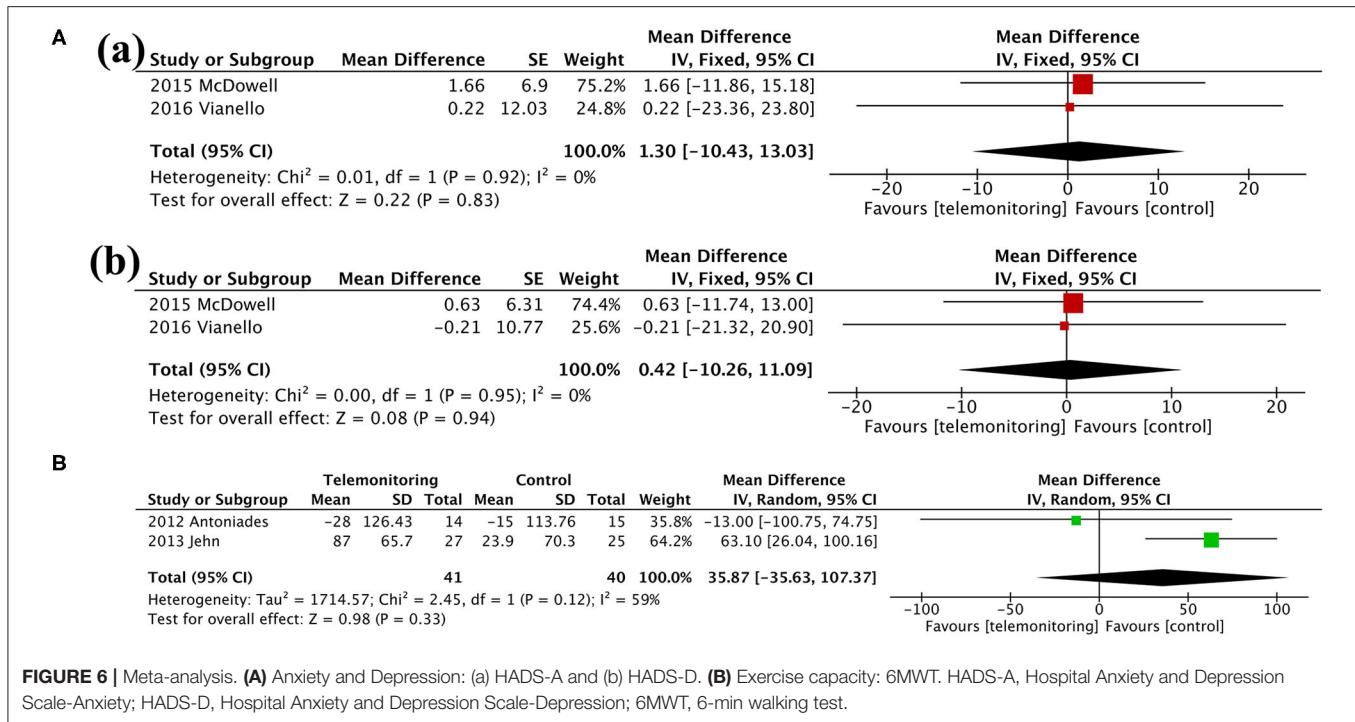 A
(a)
Mean Difference Mean Difference
Study or Subgroup Mean Difference SE Weight IV, Fixed, 95% CI IV, Fixed, 95% CI
2015 McDowell 1.66 6.9 75.2% 1.66 [−11.86, 15.18]
2016 Vianello 0.22 12.03 24.8% 0.22 [−23.36, 23.80]
Total (95% CI) 100.0% 1.30 [−10.43, 13.03]
Heterogeneity: Chi² = 0.01, df = 1 (P = 0.92); I² = 0%
Test for overall effect: Z = 0.22 (P = 0.83)
−20 −10 0 10 20
Favours [telemonitoring] Favours [control]
(b)
Mean Difference Mean Difference
Study or Subgroup Mean Difference SE Weight IV, Fixed, 95% CI IV, Fixed, 95% CI
2015 McDowell 0.63 6.31 74.4% 0.63 [−11.74, 13.00]
2016 Vianello −0.21 10.77 25.6% −0.21 [−21.32, 20.90]
Total (95% CI) 100.0% 0.42 [−10.26, 11.09]
Heterogeneity: Chi² = 0.00, df = 1 (P = 0.95); I² = 0%
Test for overall effect: Z = 0.08 (P = 0.94)
−20 −10 0 10 20
Favours [telemonitoring] Favours [control]
B
Telemonitoring Control Mean Difference Mean Difference
Study or Subgroup Mean SD Total Mean SD Total Weight IV, Random, 95% CI IV, Random, 95% CI
2012 Antoniades −28 126.43 14 −15 113.76 15 35.8% −13.00 [−100.75, 74.75]
2013 Jehn 87 65.7 27 23.9 70.3 25 64.2% 63.10 [26.04, 100.16]
Total (95% CI) 41 40 100.0% 35.87 [−35.63, 107.37]
Heterogeneity: Tau² = 1714.57; Chi² = 2.45, df = 1 (P = 0.12); I² = 59%
Test for overall effect: Z = 0.98 (P = 0.33)
−100 −50 0 50 100
Favours [telemonitoring] Favours [control]
FIGURE 6 | Meta-analysis. (A) Anxiety and Depression: (a) HADS-A and (b) HADS-D. (B) Exercise capacity: 6MWT. HADS-A, Hospital Anxiety and Depression
Scale-Anxiety; HADS-D, Hospital Anxiety and Depression Scale-Depression; 6MWT, 6-min walking test.